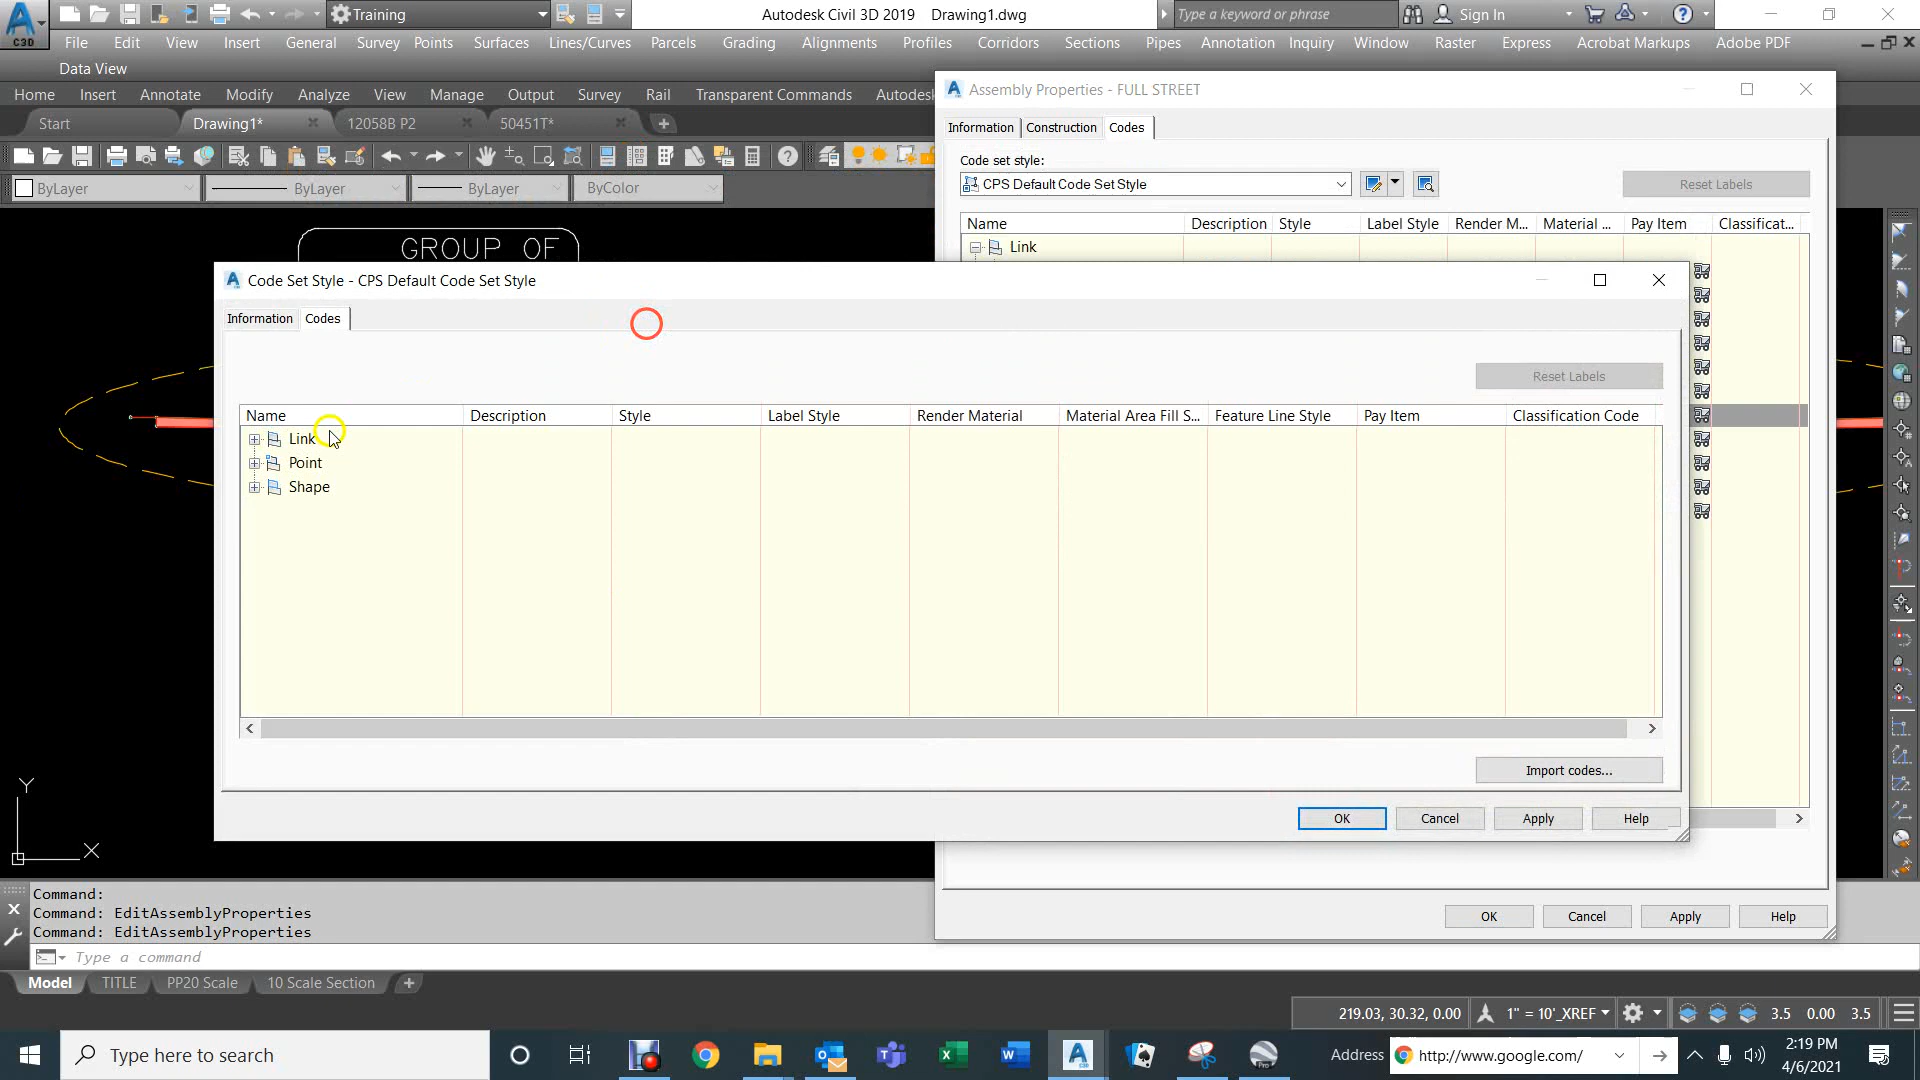 Training
Autodesk Civil 3D 2019 Drawing1.dwg
Type a keyword or phrase
Sign In
C3D
File Edit View Insert General Survey Points Surfaces Lines/Curves Parcels Grading Alignments Profiles Corridors Sections Pipes Annotation Inquiry Window Raster Express Acrobat Markups Adobe PDF
Data View
Home Insert Annotate Modify Analyze View Manage Output Survey Rail Transparent Commands Autodesk
Start Drawing1* 12058B P2 50451T*
ByLayer ByLayer ByLayer ByColor
GROUP OF
Assembly Properties - FULL STREET
Information Construction Codes
Code set style:
CPS Default Code Set Style
Reset Labels
Name Description Style Label Style Render M... Material ... Pay Item Classificat...
Link
Code Set Style - CPS Default Code Set Style
Information Codes
Reset Labels
Name Description Style Label Style Render Material Material Area Fill S... Feature Line Style Pay Item Classification Code
Link
Point
Shape
Import codes...
OK Cancel Apply Help
OK Cancel Apply Help
Y
X
Command:
Command: EditAssemblyProperties
Command: EditAssemblyProperties
Type a command
Model TITLE PP20 Scale 10 Scale Section
219.03, 30.32, 0.00
1" = 10'_XREF
3.5 0.00 3.5
Type here to search
Address http://www.google.com/
2:19 PM
4/6/2021